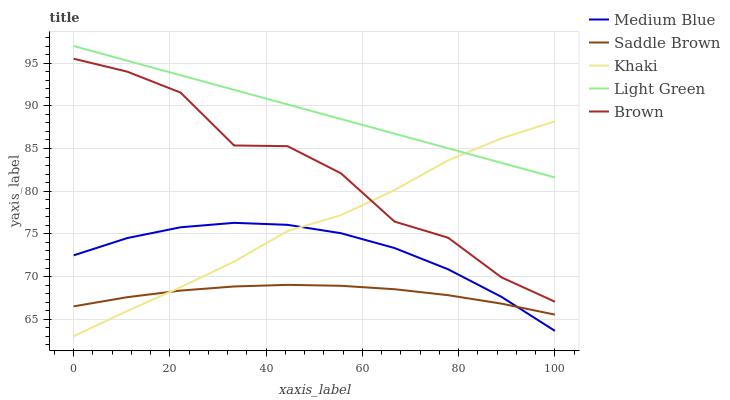 title
Medium Blue
Saddle Brown
Khaki
Light Green
Brown
95
90
85
80
75
70
65
yaxis_label
0 20 40 60 80 100
xaxis_label